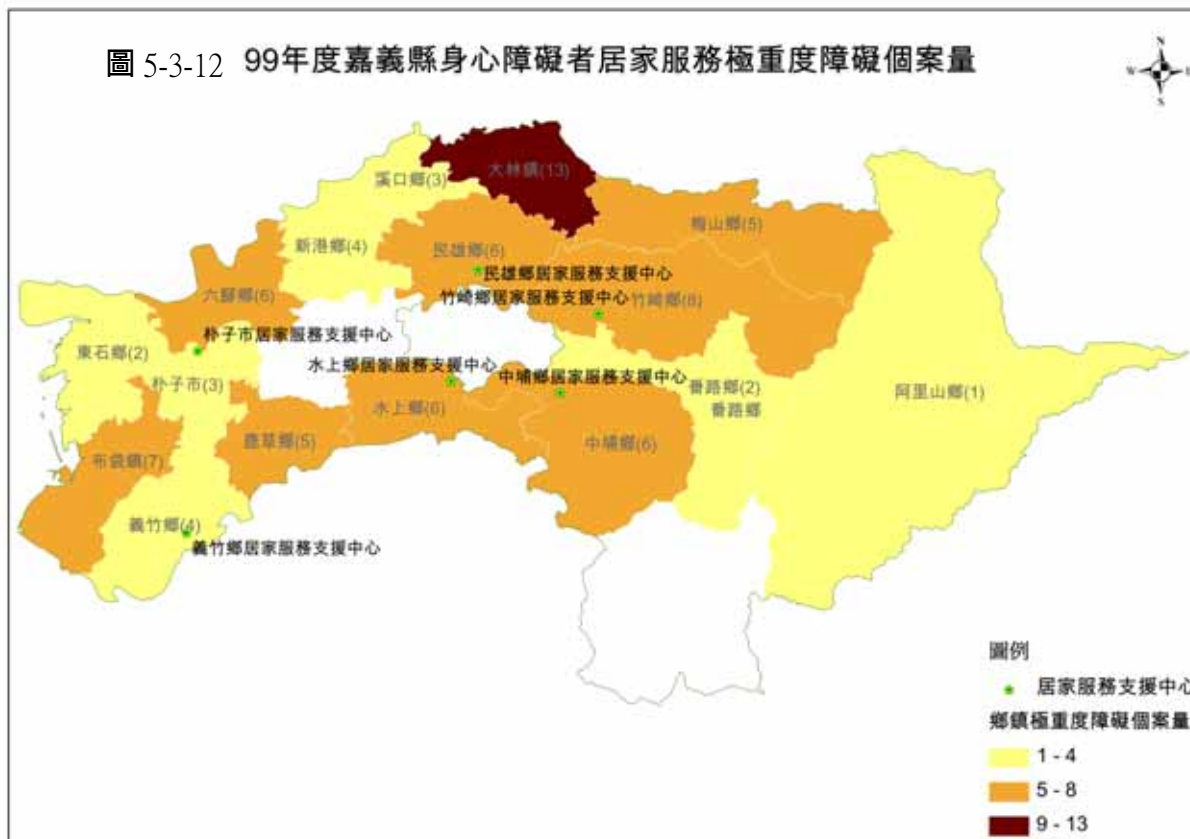 圖 5-3-12 99年度嘉義縣身心障礙者居家服務極重度障礙個案量
N
W
E
S
大林鎮(13)
溪口鄉(3)
梅山鄉(5)
新港鄉(4)
民雄鄉(6)
民雄鄉居家服務支援中心
六腳鄉(6)
竹崎鄉居家服務支援中心
竹崎鄉(8)
朴子市居家服務支援中心
東石鄉(2)
水上鄉居家服務支援中心
朴子市(3)
中埔鄉居家服務支援中心
番路鄉(2)
番路鄉
阿里山鄉(1)
水上鄉(6)
鹿草鄉(5)
中埔鄉(6)
布袋鎮(7)
義竹鄉(4)
義竹鄉居家服務支援中心
圖例
居家服務支援中心
鄉鎮極重度障礙個案量
1 - 4
5 - 8
9 - 13